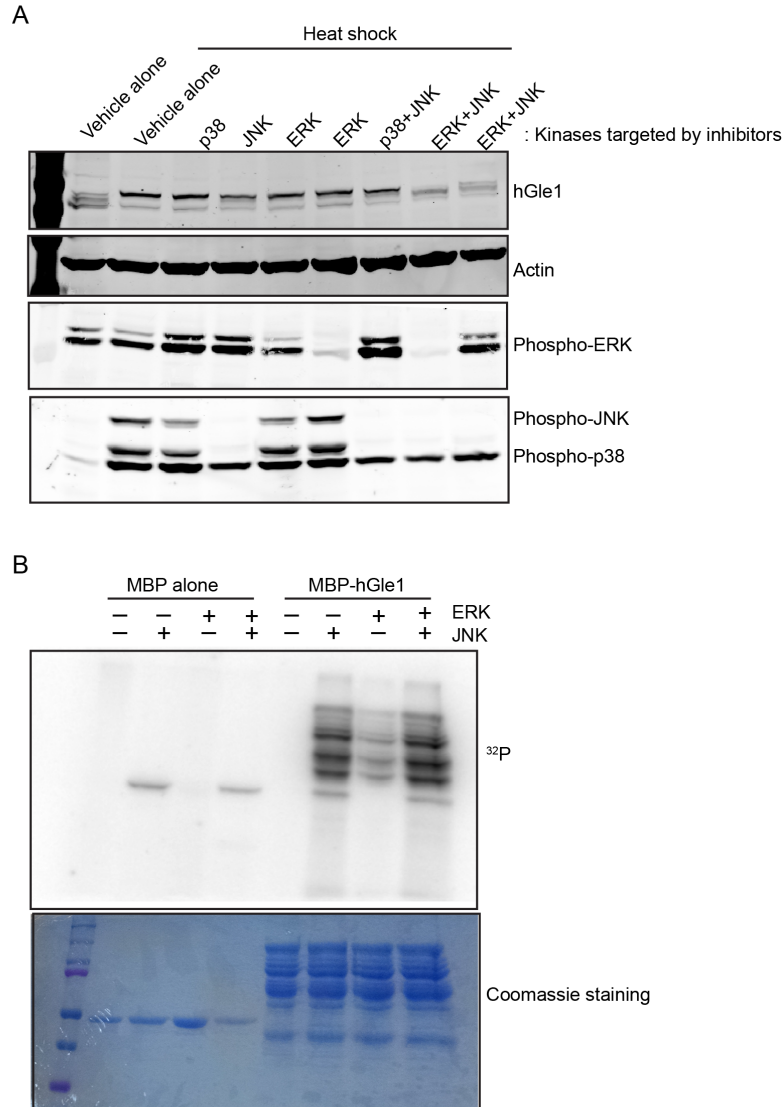 A
Heat shock
Vehicle alone
Vehicle alone
p38
JNK
ERK
ERK
p38+JNK
ERK+JNK
ERK+JNK
: Kinases targeted by inhibitors
hGle1
Actin
Phospho-ERK
Phospho-JNK
Phospho-p38
B
MBP alone MBP-hGle1
− − + + − − + + ERK
− + − + − + − + JNK
32P
Coomassie staining